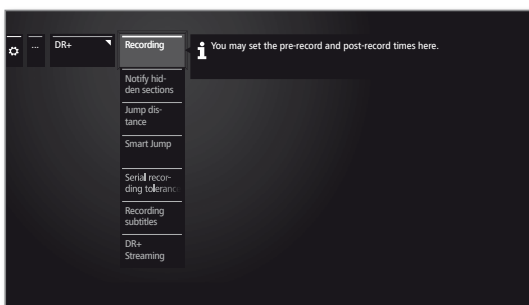 ...
DR+
Recording
You may set the pre-record and post-record times here.
Notify hid-
den sections
Jump dis-
tance
Smart Jump
Serial recor-
ding toleranc
Recording
subtitles
DR+
Streaming